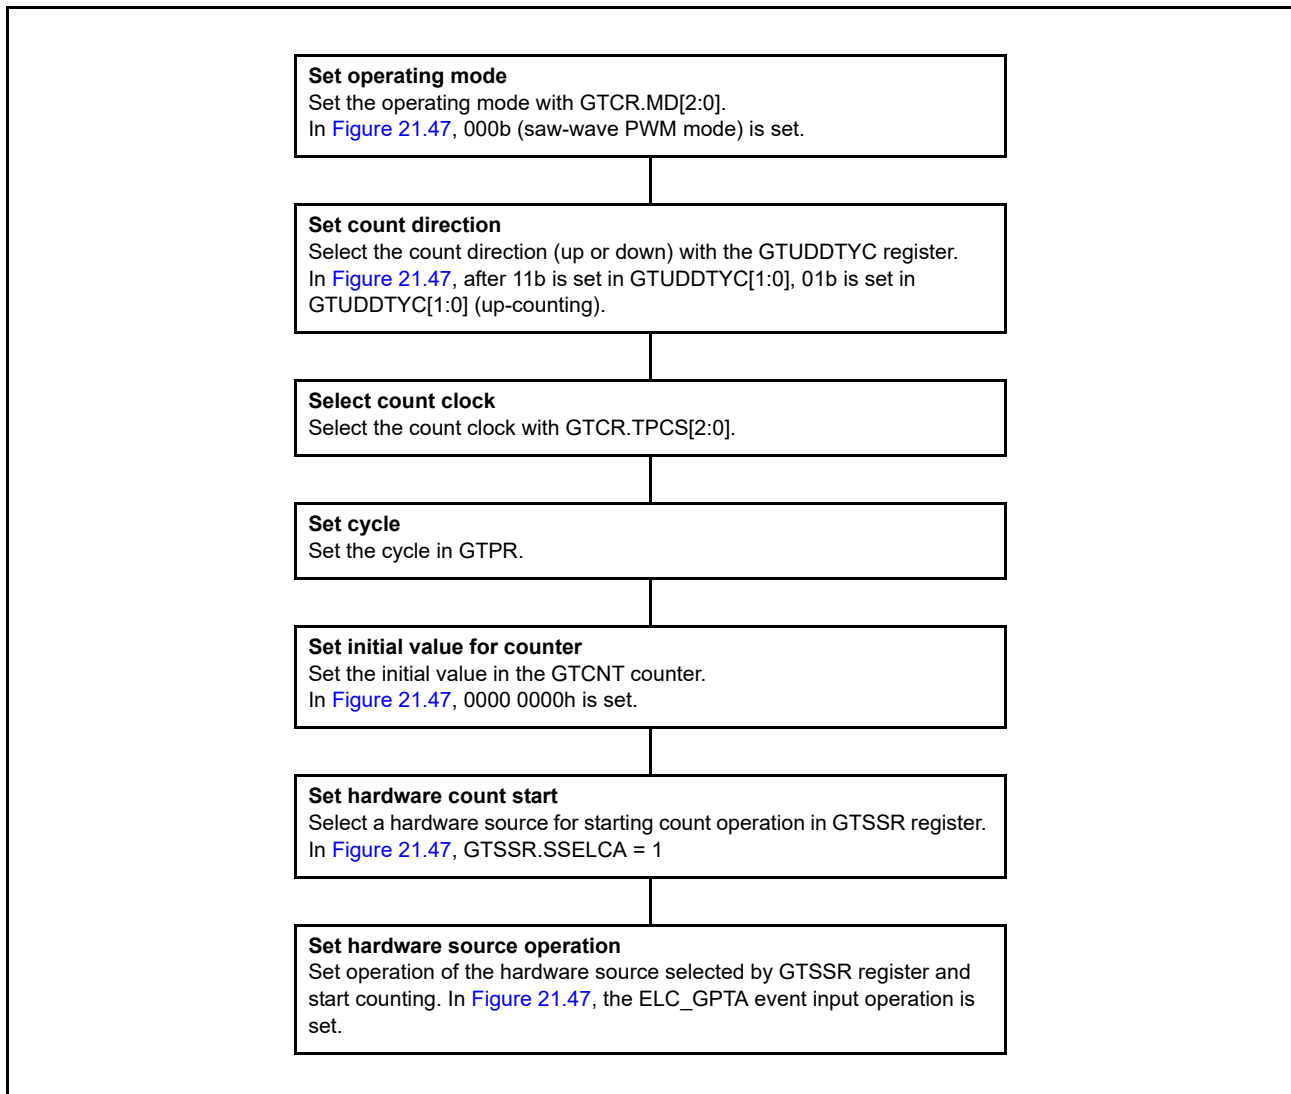 Set operating mode
Set the operating mode with GTCR.MD[2:0].
In Figure 21.47, 000b (saw-wave PWM mode) is set.
Set count direction
Select the count direction (up or down) with the GTUDDTYC register.
In Figure 21.47, after 11b is set in GTUDDTYC[1:0], 01b is set in
GTUDDTYC[1:0] (up-counting).
Select count clock
Select the count clock with GTCR.TPCS[2:0].
Set cycle
Set the cycle in GTPR.
Set initial value for counter
Set the initial value in the GTCNT counter.
In Figure 21.47, 0000 0000h is set.
Set hardware count start
Select a hardware source for starting count operation in GTSSR register.
In Figure 21.47, GTSSR.SSELCA = 1
Set hardware source operation
Set operation of the hardware source selected by GTSSR register and
start counting. In Figure 21.47, the ELC_GPTA event input operation is
set.